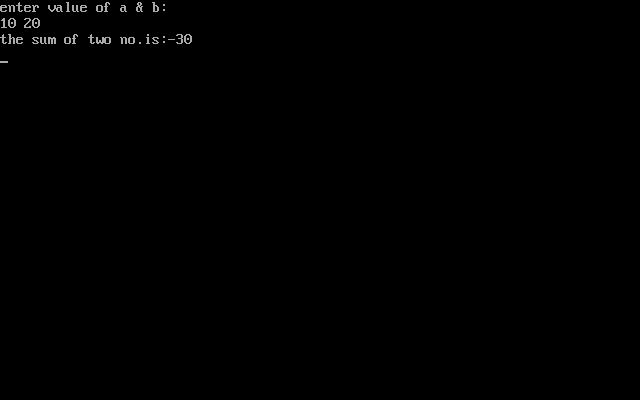 enter value of a & b:
10 20
the sum of two no.is:-30